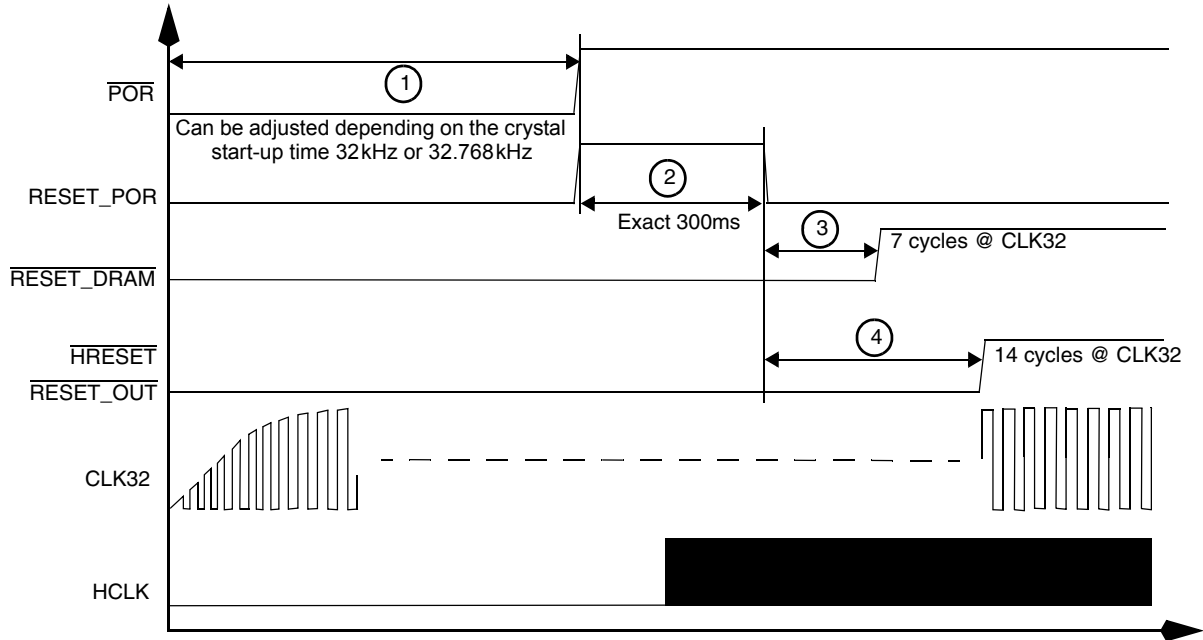 1
POR
Can be adjusted depending on the crystal
start-up time 32kHz or 32.768kHz
RESET_POR
2
Exact 300ms
3
7 cycles @ CLK32
RESET_DRAM
4
HRESET
14 cycles @ CLK32
RESET_OUT
CLK32
HCLK